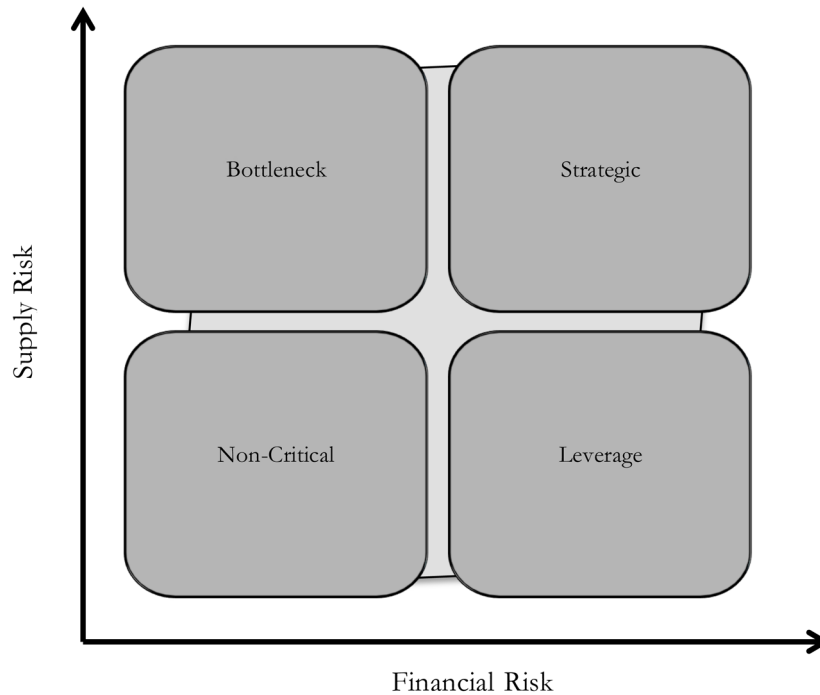 Bottleneck
Strategic
Supply Risk
Non-Critical
Leverage
Financial Risk